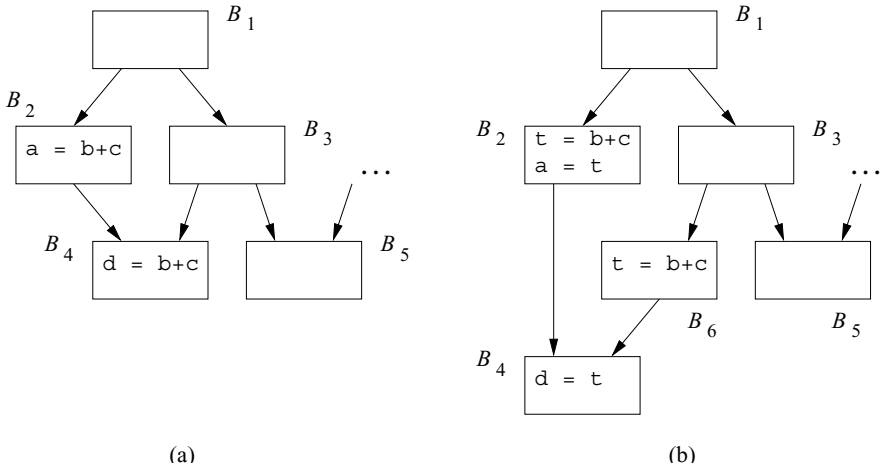 B1
B2
a = b+c
B3
...
B4
d = b+c
B5
(a)
B1
B2
t = b+c
a = t
B3
...
t = b+c
B6
B5
B4
d = t
(b)